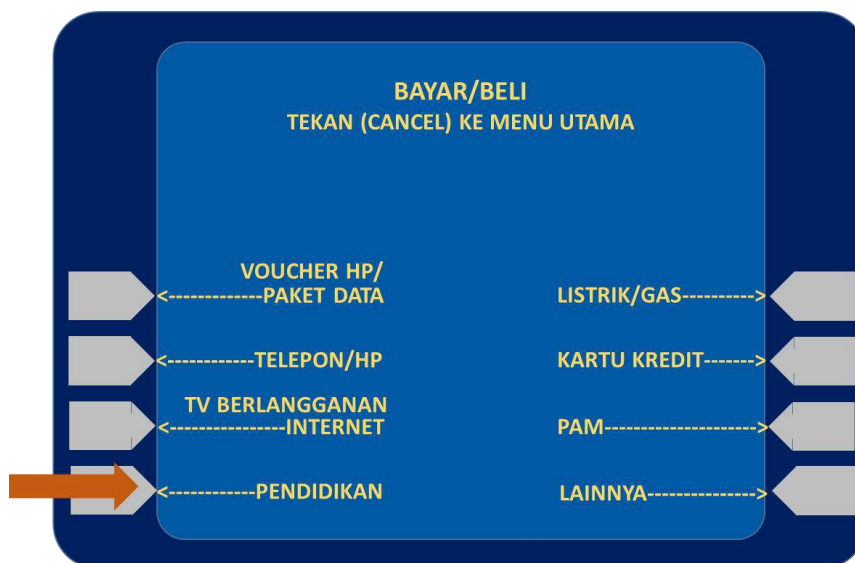 BAYAR/BELI
TEKAN (CANCEL) KE MENU UTAMA
VOUCHER HP/
<-------------PAKET DATA
LISTRIK/GAS---------->
<------------TELEPON/HP
KARTU KREDIT------->
TV BERLANGGANAN
<----------------INTERNET
PAM--------------------->
<------------PENDIDIKAN
LAINNYA--------------->